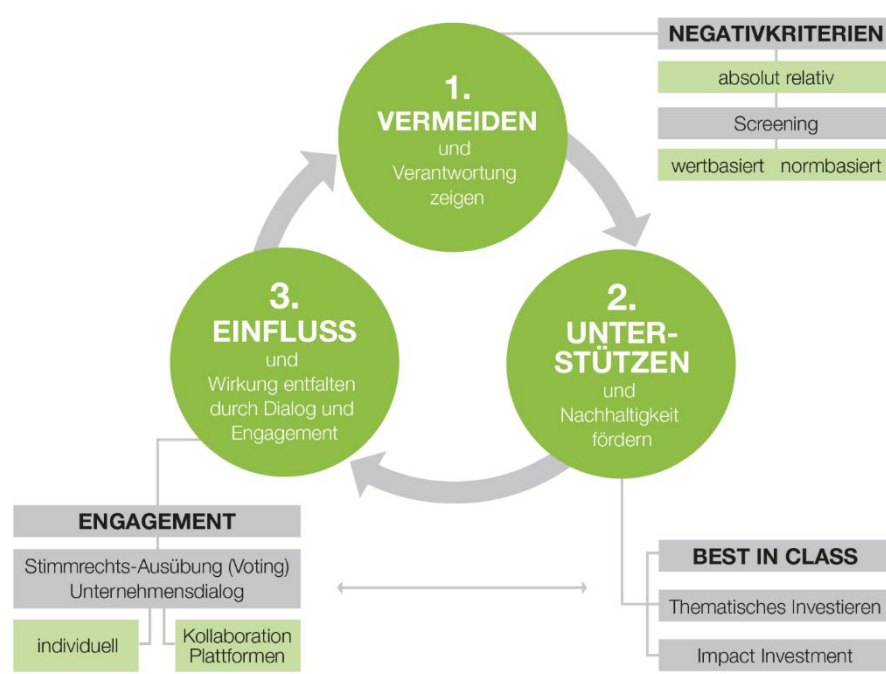 1.
VERMEIDEN
und
Verantwortung
zeigen
NEGATIVKRITERIEN
absolut relativ
Screening
wertbasiert normbasiert
2.
UNTER-
STÜTZEN
und
Nachhaltigkeit
fördern
3.
EINFLUSS
und
Wirkung entfalten
durch Dialog und
Engagement
ENGAGEMENT
Stimmrechts-Ausübung (Voting)
Unternehmensdialog
individuell
Kollaboration
Plattformen
BEST IN CLASS
Thematisches Investieren
Impact Investment